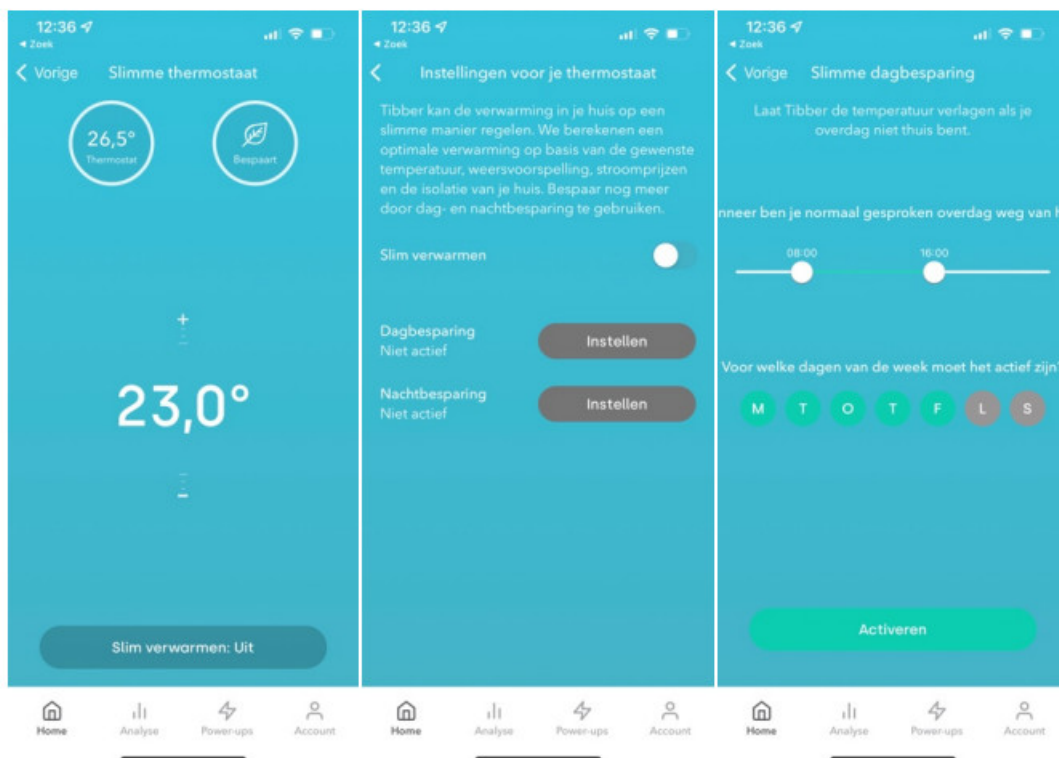 12:36
◄ Zoek
Vorige
Slimme thermostaat
26,5°
Thermostat
Bespaart
+
23,0°
–
Slim verwarmen: Uit
Home
Analyse
Power-ups
Account
12:36
◄ Zoek
Instellingen voor je thermostaat
Tibber kan de verwarming in je huis op een
slimme manier regelen. We berekenen een
optimale verwarming op basis van de gewenste
temperatuur, weersvoorspelling, stroomprijzen
en de isolatie van je huis. Bespaar nog meer
door dag- en nachtbesparing te gebruiken.
Slim verwarmen
Dagbesparing
Niet actief
Instellen
Nachtbesparing
Niet actief
Instellen
Home
Analyse
Power-ups
Account
12:36
◄ Zoek
Vorige
Slimme dagbesparing
Laat Tibber de temperatuur verlagen als je
overdag niet thuis bent.
nneer ben je normaal gesproken overdag weg van h
08:00
16:00
Voor welke dagen van de week moet het actief zijn?
M T O T F L S
Activeren
Home
Analyse
Power-ups
Account